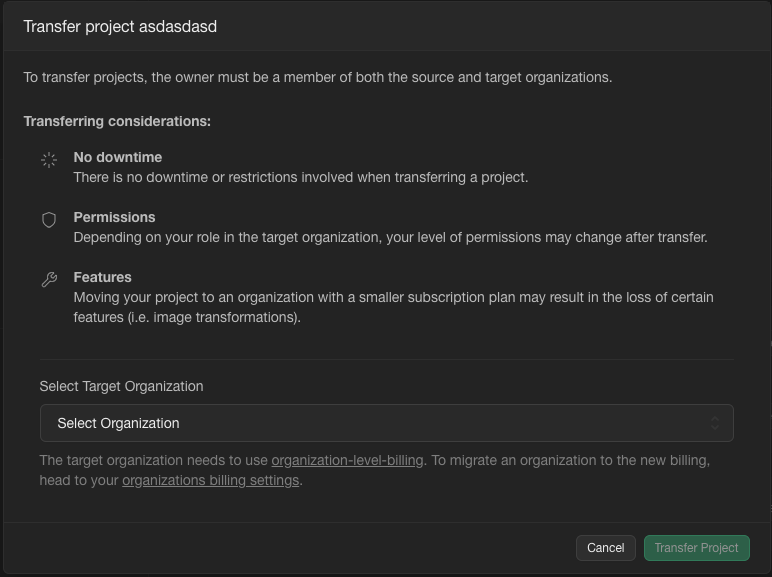 Transfer project asdasdasd
To transfer projects, the owner must be a member of both the source and target organizations.
Transferring considerations:
No downtime
There is no downtime or restrictions involved when transferring a project.
Permissions
Depending on your role in the target organization, your level of permissions may change after transfer.
Features
Moving your project to an organization with a smaller subscription plan may result in the loss of certain
features (i.e. image transformations).
Select Target Organization
Select Organization
The target organization needs to use organization-level-billing. To migrate an organization to the new billing,
head to your organizations billing settings.
Cancel
Transfer Project